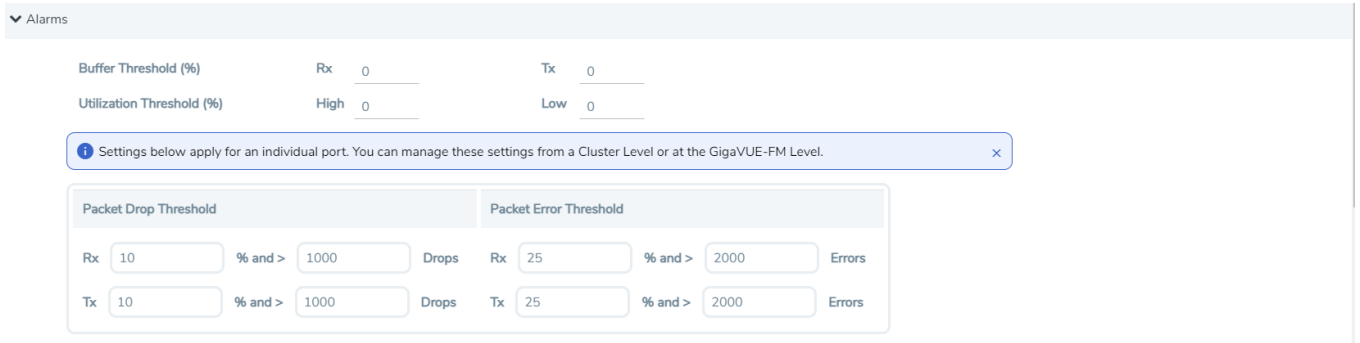 Alarms
Buffer Threshold (%) Rx 0 Tx 0
Utilization Threshold (%) High 0 Low 0
Settings below apply for an individual port. You can manage these settings from a Cluster Level or at the GigaVUE-FM Level. ×
Packet Drop Threshold Packet Error Threshold
Rx 10 % and > 1000 Drops Rx 25 % and > 2000 Errors
Tx 10 % and > 1000 Drops Tx 25 % and > 2000 Errors